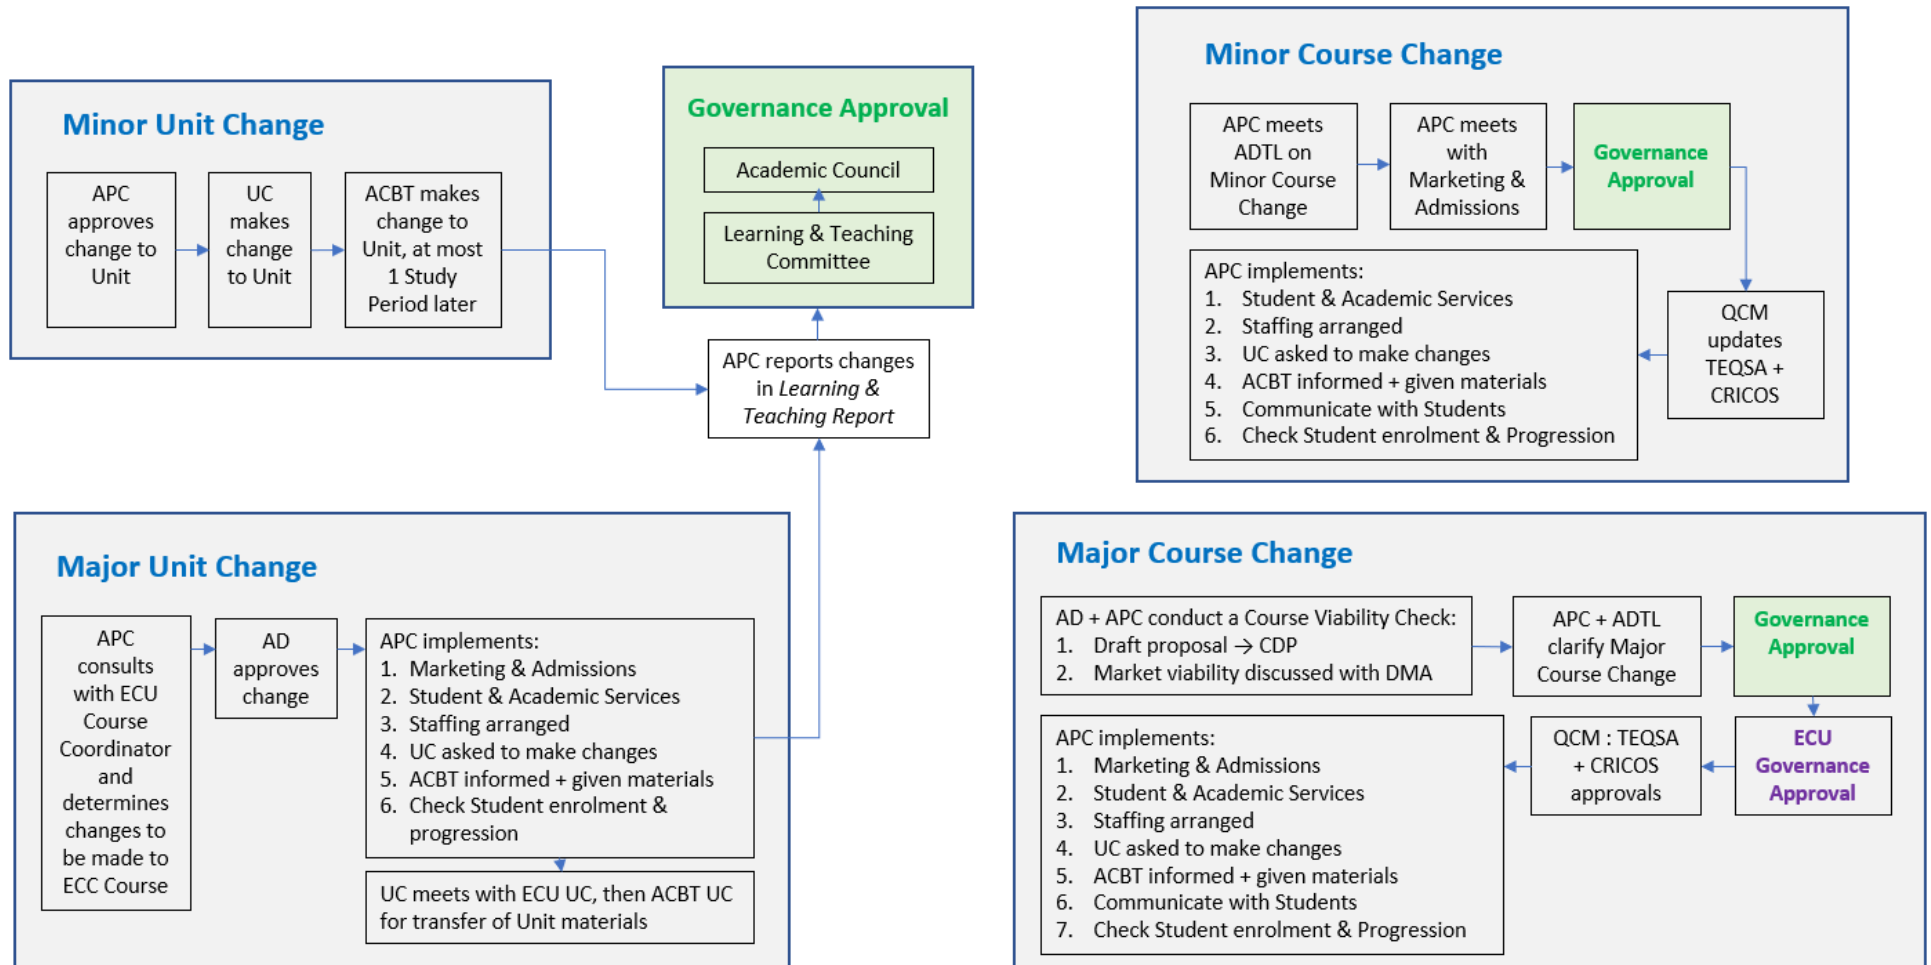 Minor Unit Change
APC
approves
change to
Unit
UC
makes
change
to Unit
ACBT makes
change to
Unit, at most
1 Study
Period later
Governance Approval
Academic Council
Learning & Teaching
Committee
APC reports changes
in Learning &
Teaching Report
Minor Course Change
APC meets
ADTL on
Minor Course
Change
APC meets
with
Marketing &
Admissions
Governance
Approval
QCM
updates
TEQSA +
CRICOS
APC implements:
1. Student & Academic Services
2. Staffing arranged
3. UC asked to make changes
4. ACBT informed + given materials
5. Communicate with Students
6. Check Student enrolment & Progression
Major Unit Change
APC
consults
with ECU
Course
Coordinator
and
determines
changes to
be made to
ECC Course
AD
approves
change
APC implements:
1. Marketing & Admissions
2. Student & Academic Services
3. Staffing arranged
4. UC asked to make changes
5. ACBT informed + given materials
6. Check Student enrolment &
progression
UC meets with ECU UC, then ACBT UC
for transfer of Unit materials
Major Course Change
AD + APC conduct a Course Viability Check:
1. Draft proposal → CDP
2. Market viability discussed with DMA
APC + ADTL
clarify Major
Course Change
Governance
Approval
ECU
Governance
Approval
QCM : TEQSA
+ CRICOS
approvals
APC implements:
1. Marketing & Admissions
2. Student & Academic Services
3. Staffing arranged
4. UC asked to make changes
5. ACBT informed + given materials
6. Communicate with Students
7. Check Student enrolment & Progression